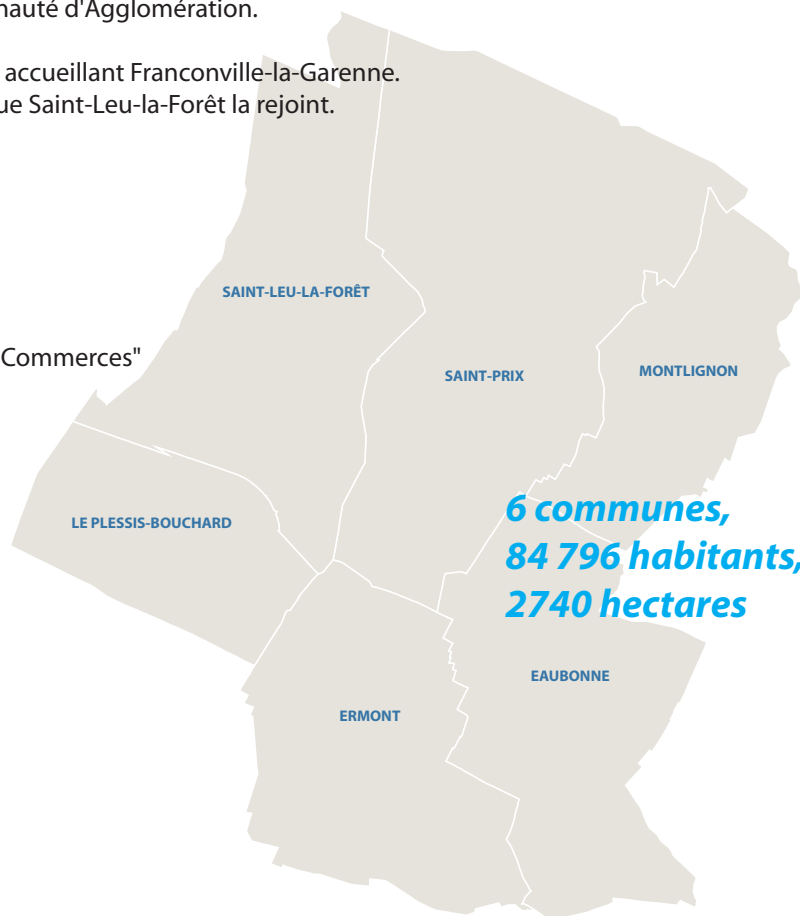 nauté d'Agglomération.
accueillant Franconville-la-Garenne.
ue Saint-Leu-la-Forêt la rejoint.
SAINT-LEU-LA-FORÊT
Commerces"
SAINT-PRIX
MONTLIGNON
LE PLESSIS-BOUCHARD
6 communes,
84 796 habitants,
2740 hectares
EAUBONNE
ERMONT